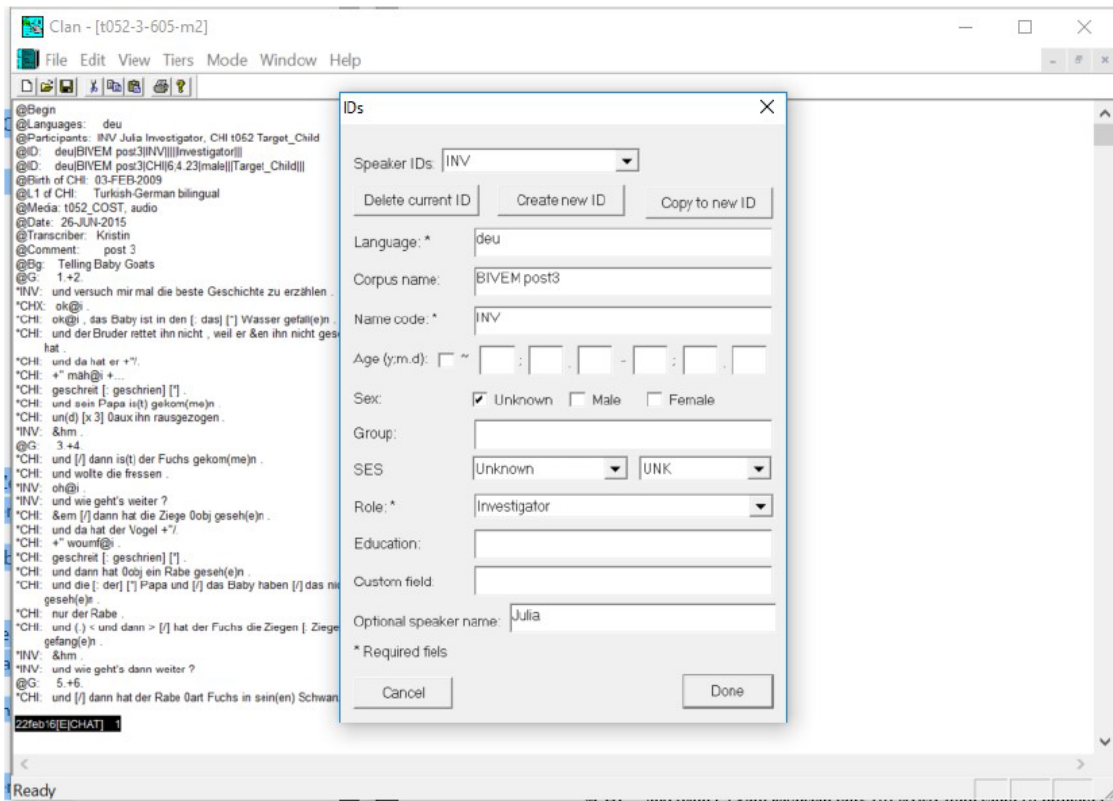 Clan - [t052-3-605-m2]
File Edit View Tiers Mode Window Help
@Begin
@Languages: deu
@Participants: INV Julia Investigator, CHI t052 Target_Child
@ID: deu|BIVEM post3|INV|||||Investigator|||
@ID: deu|BIVEM post3|CHI|6;4.23|male|||Target_Child|||
@Birth of CHI: 03-FEB-2009
@L1 of CHI: Turkish-German bilingual
@Media: t052_COST, audio
@Date: 26-JUN-2015
@Transcriber: Kristin
@Comment: post 3
@Bg: Telling Baby Goats
@G: 1.+2.
*INV: und versuch mir mal die beste Geschichte zu erzählen .
*CHX: ok@i .
*CHI: ok@i , das Baby ist in den [: das] [*] Wasser gefall(e)n .
*CHI: und der Bruder rettet ihn nicht , weil er &en ihn nicht gese
hat .
*CHI: und da hat er +"/.
*CHI: +" mäh@i +...
*CHI: geschreit [: geschrien] [*] .
*CHI: und sein Papa is(t) gekom(me)n .
*CHI: un(d) [x 3] 0aux ihn rausgezogen .
*INV: &hm .
@G: 3.+4.
*CHI: und [/] dann is(t) der Fuchs gekom(me)n .
*CHI: und wollte die fressen .
*INV: oh@i .
*INV: und wie geht's weiter ?
*CHI: &em [/] dann hat die Ziege 0obj geseh(e)n .
*CHI: und da hat der Vogel +"/.
*CHI: +" woumf@i .
*CHI: geschreit [: geschrien] [*] .
*CHI: und dann hat 0obj ein Rabe geseh(e)n .
*CHI: und die [: der] [*] Papa und [/] das Baby haben [/] das nic
geseh(e)n .
*CHI: nur der Rabe .
*CHI: und (.) < und dann > [/] hat der Fuchs die Ziegen [: Ziege
gefang(e)n .
*INV: &hm .
*INV: und wie geht's dann weiter ?
@G: 5.+6.
*CHI: und [/] dann hat der Rabe 0art Fuchs in sein(en) Schwan
22feb16[E|CHAT] 1
Ready
IDs
Speaker IDs: INV
Delete current ID Create new ID Copy to new ID
Language: * deu
Corpus name: BIVEM post3
Name code: * INV
Age (y;m.d): ~ ; . - ; .
Sex: Unknown Male Female
Group:
SES Unknown UNK
Role: * Investigator
Education:
Custom field:
Optional speaker name: Julia
* Required fiels
Cancel Done